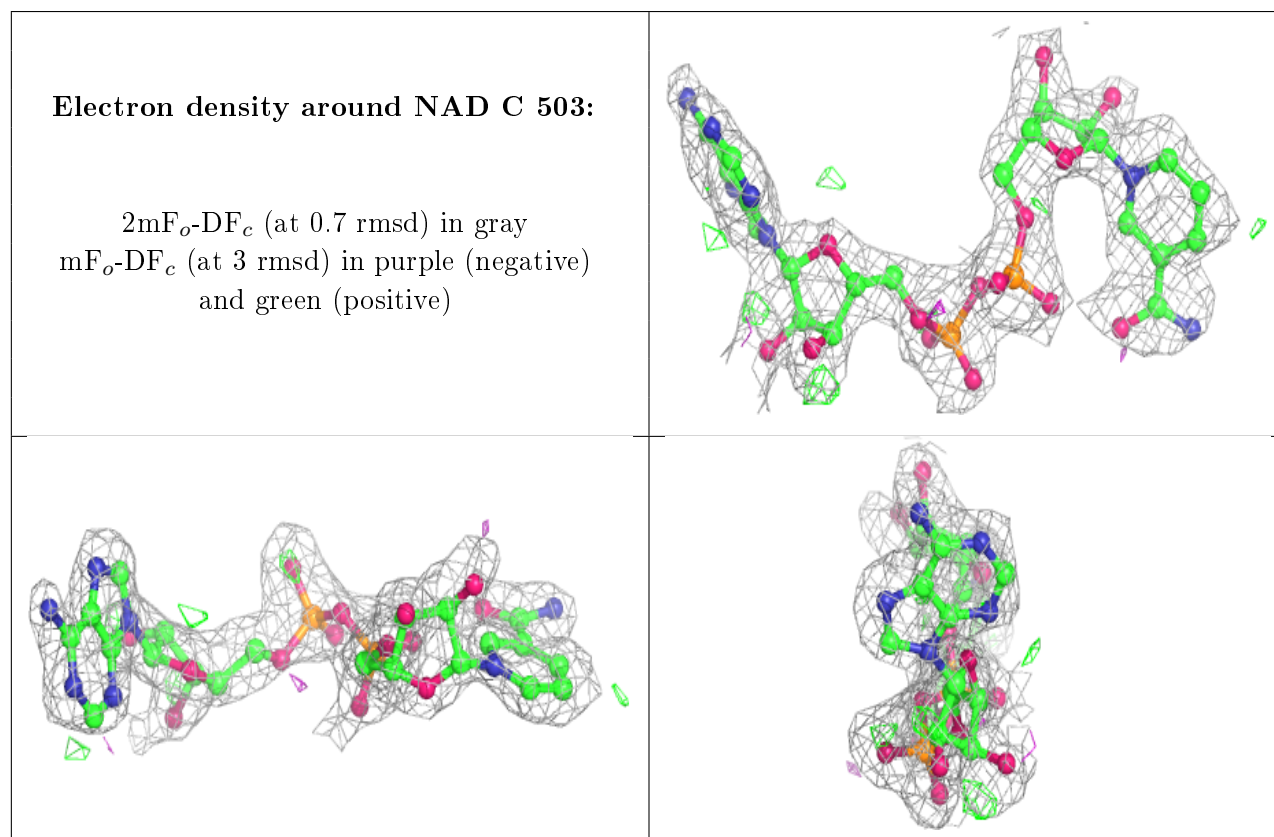 Electron density around NAD C 503:
2mFo-DFc (at 0.7 rmsd) in gray
mFo-DFc (at 3 rmsd) in purple (negative)
and green (positive)